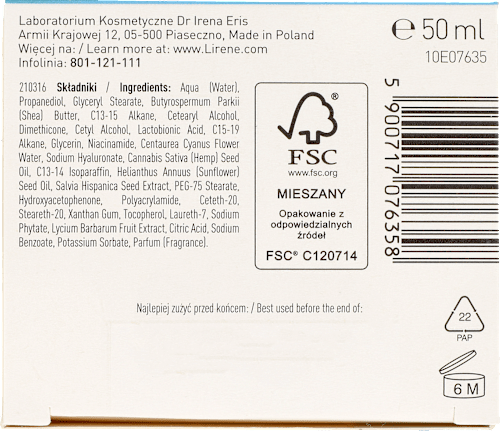 Laboratorium Kosmetyczne Dr Irena Eris
Armii Krajowej 12, 05-500 Piaseczno, Made in Poland
Więcej na: / Learn more at: www.Lirene.com
Infolinia: 801-121-111
℮ 50 ml
10E07635
210316 Składniki / Ingredients: Aqua (Water),
Propanediol, Glyceryl Stearate, Butyrospermum Parkii
(Shea) Butter, C13-15 Alkane, Cetearyl Alcohol,
Dimethicone, Cetyl Alcohol, Lactobionic Acid, C15-19
Alkane, Glycerin, Niacinamide, Centaurea Cyanus Flower
Water, Sodium Hyaluronate, Cannabis Sativa (Hemp) Seed
Oil, C13-14 Isoparaffin, Helianthus Annuus (Sunflower)
Seed Oil, Salvia Hispanica Seed Extract, PEG-75 Stearate,
Hydroxyacetophenone, Polyacrylamide, Ceteth-20,
Steareth-20, Xanthan Gum, Tocopherol, Laureth-7, Sodium
Phytate, Lycium Barbarum Fruit Extract, Citric Acid, Sodium
Benzoate, Potassium Sorbate, Parfum (Fragrance).
FSC
www.fsc.org
MIESZANY
Opakowanie z
odpowiedzialnych
źródeł
FSC® C120714
5 900717 076358
Najlepiej zużyć przed końcem: / Best used before the end of:
22
PAP
6 M